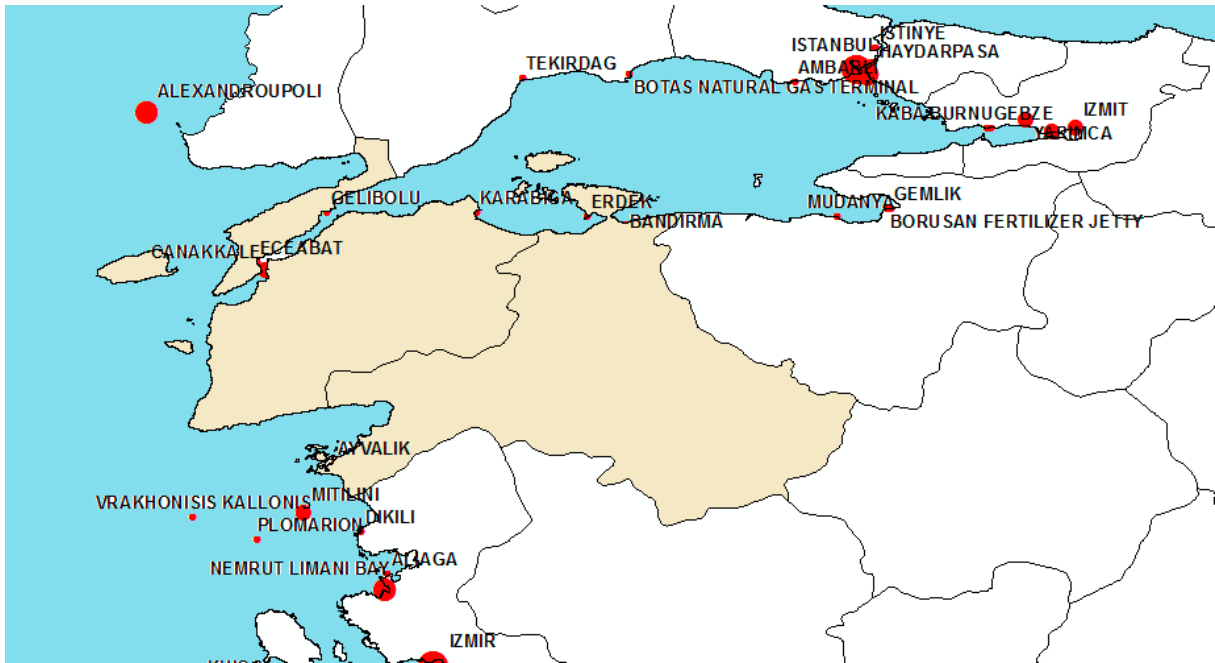 ISTINYE
ISTANBUL
HAYDARPASA
TEKIRDAG
AMBARLI
BOTAS NATURAL GAS TERMINAL
ALEXANDROUPOLI
KABA BURNU
GEBZE
IZMIT
YARIMCA
GELIBOLU
KARABIGA
ERDEK
MUDANYA
GEMLIK
BANDIRMA
BORUSAN FERTILIZER JETTY
CANAKKALE
ECEABAT
AYVALIK
VRAKHONISIS KALLONIS
MITILINI
PLOMARION
DIKILI
NEMRUT LIMANI BAY
ALIAGA
IZMIR